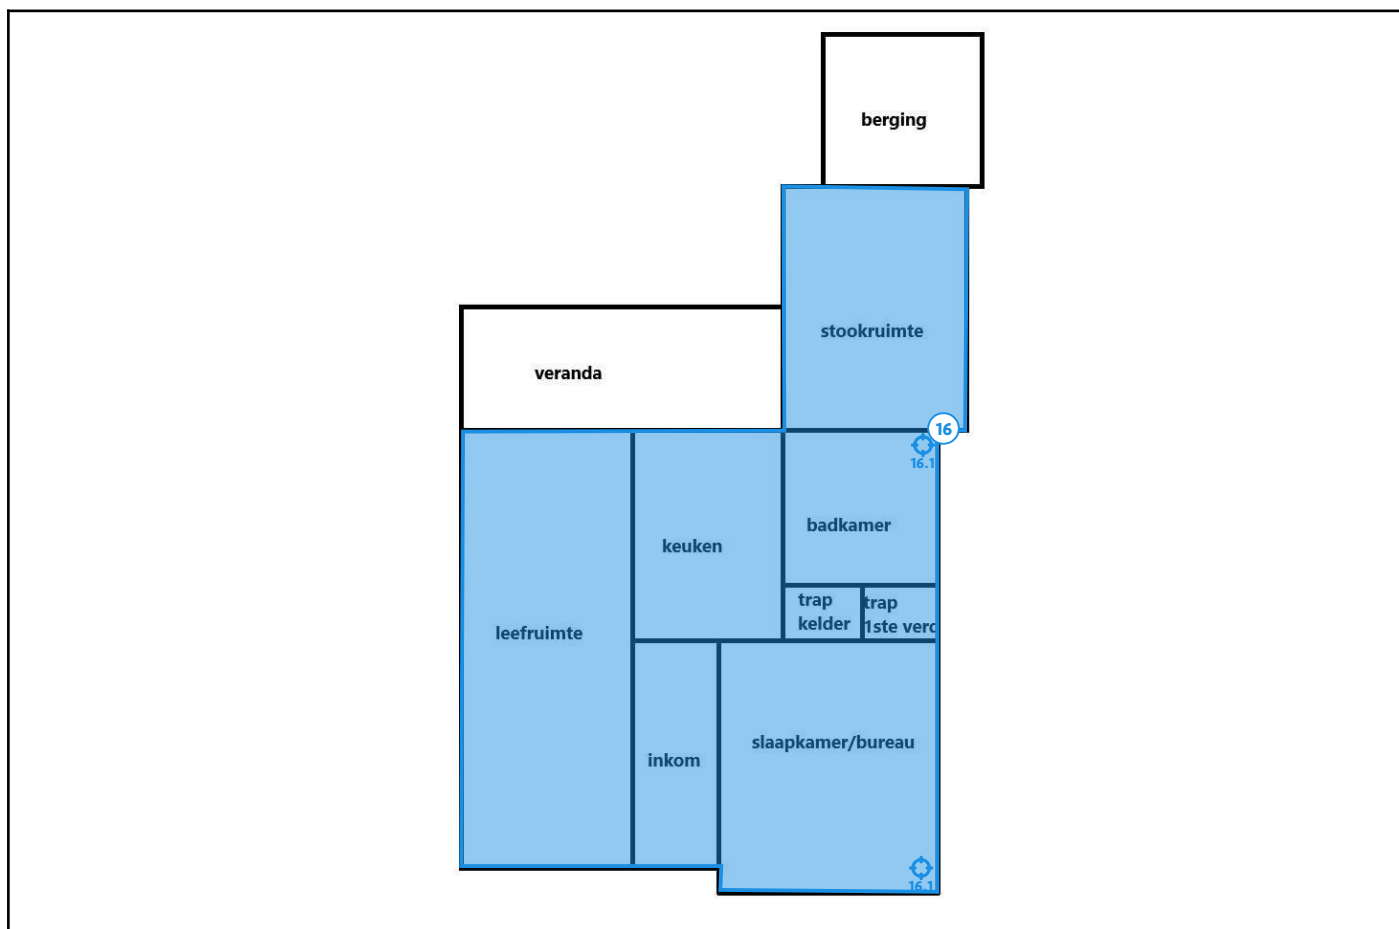 berging
stookruimte
veranda
16
16.1
badkamer
keuken
trap
kelder
trap
1ste verd
leefruimte
slaapkamer/bureau
inkom
16.1